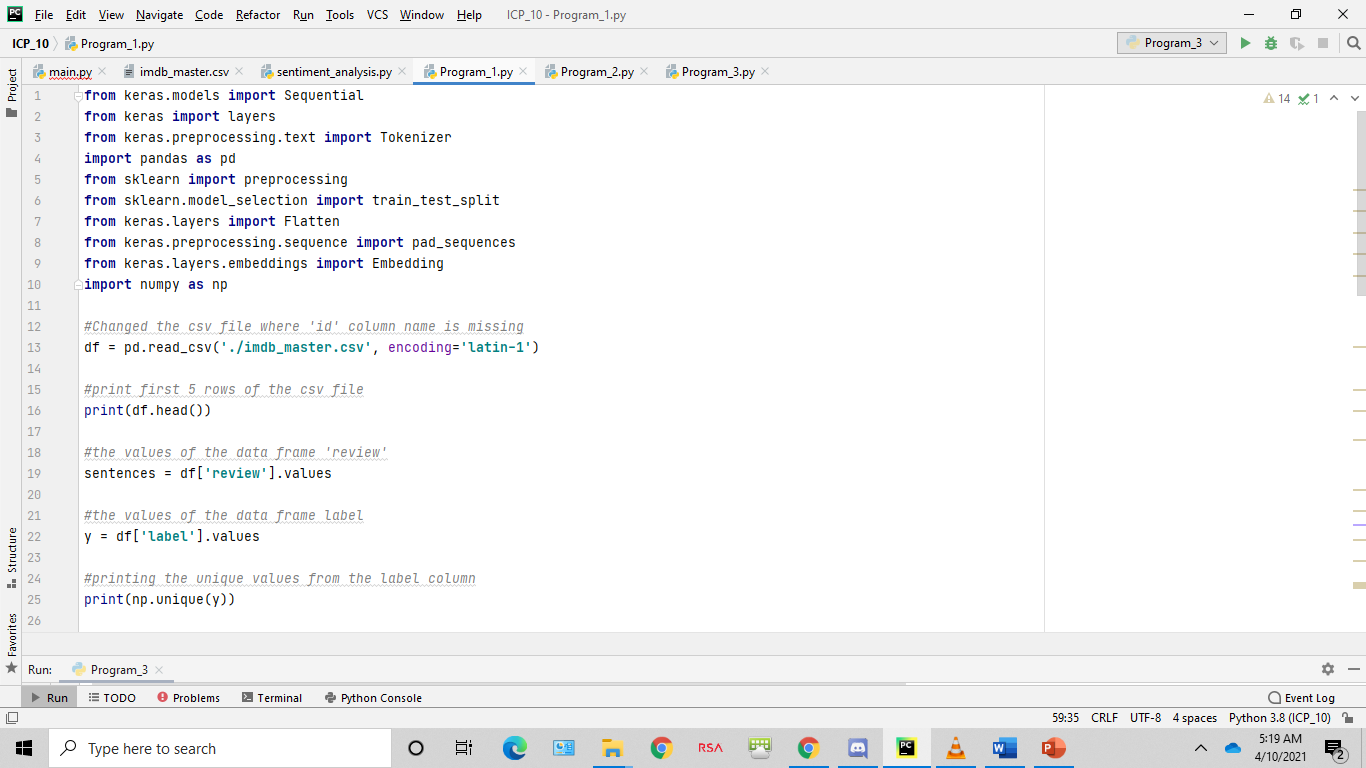 PC File Edit View Navigate Code Refactor Run Tools VCS Window Help ICP_10 - Program_1.py
ICP_10 Program_1.py Program_3
Project
main.py imdb_master.csv sentiment_analysis.py Program_1.py Program_2.py Program_3.py
14 1
1 from keras.models import Sequential
2 from keras import layers
3 from keras.preprocessing.text import Tokenizer
4 import pandas as pd
5 from sklearn import preprocessing
6 from sklearn.model_selection import train_test_split
7 from keras.layers import Flatten
8 from keras.preprocessing.sequence import pad_sequences
9 from keras.layers.embeddings import Embedding
10 import numpy as np
11
12 #Changed the csv file where 'id' column name is missing
13 df = pd.read_csv('./imdb_master.csv', encoding='latin-1')
14
15 #print first 5 rows of the csv file
16 print(df.head())
17
18 #the values of the data frame 'review'
19 sentences = df['review'].values
20
21 #the values of the data frame label
22 y = df['label'].values
23
24 #printing the unique values from the label column
25 print(np.unique(y))
26
Structure
Favorites
Run: Program_3
Run TODO Problems Terminal Python Console Event Log
59:35 CRLF UTF-8 4 spaces Python 3.8 (ICP_10)
Type here to search
RSA
PC
W
P
5:19 AM
4/10/2021
2